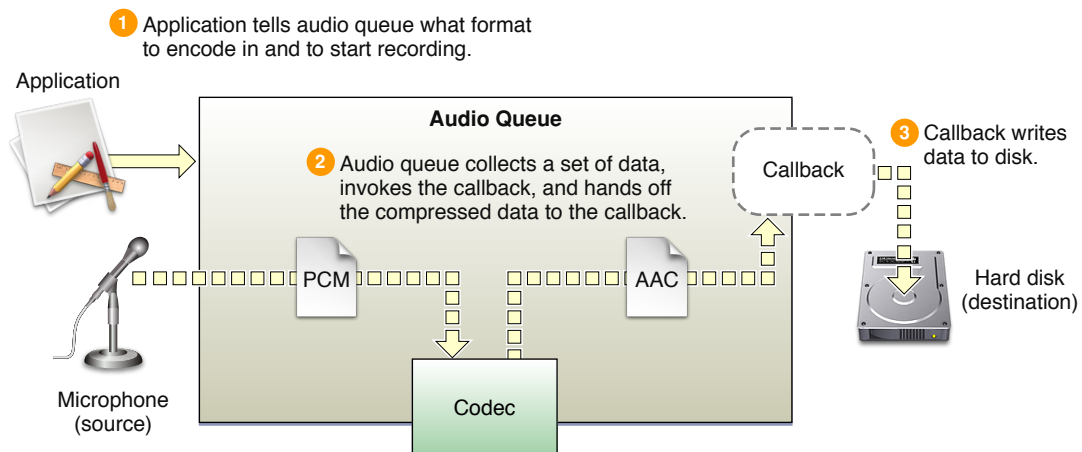 1 Application tells audio queue what format
to encode in and to start recording.
Application
Audio Queue
2 Audio queue collects a set of data,
invokes the callback, and hands off
the compressed data to the callback.
Callback
3 Callback writes
data to disk.
PCM
AAC
Hard disk
(destination)
Microphone
(source)
Codec